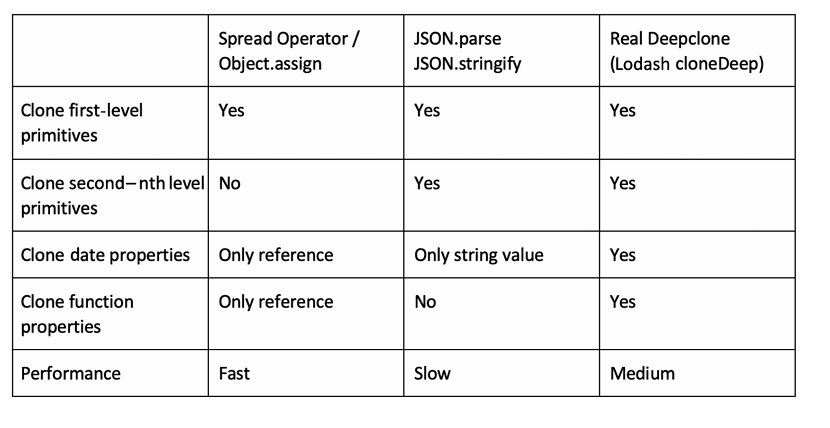 Spread Operator /
Object.assign
JSON.parse
JSON.stringify
Real Deepclone
(Lodash cloneDeep)
Clone first-level
primitives
Yes
Yes
Yes
Clone second–nth level
primitives
No
Yes
Yes
Clone date properties
Only reference
Only string value
Yes
Clone function
properties
Only reference
No
Yes
Performance
Fast
Slow
Medium